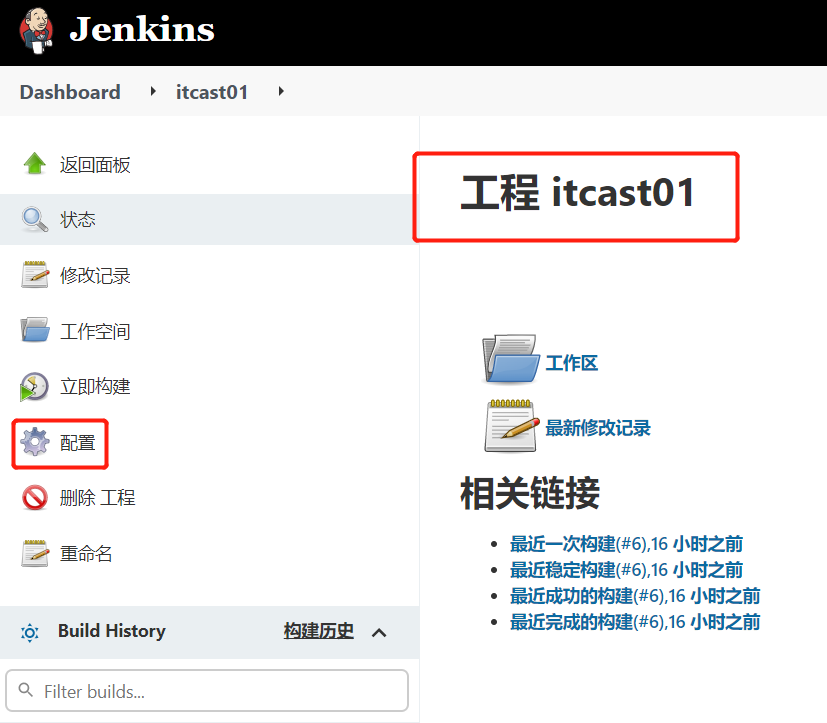 Jenkins
Dashboard
itcast01
返回面板
状态
修改记录
工作空间
立即构建
配置
删除 工程
重命名
Build History
构建历史
Filter builds...
工程 itcast01
工作区
最新修改记录
相关链接
最近一次构建(#6),16 小时之前
最近稳定构建(#6),16 小时之前
最近成功的构建(#6),16 小时之前
最近完成的构建(#6),16 小时之前